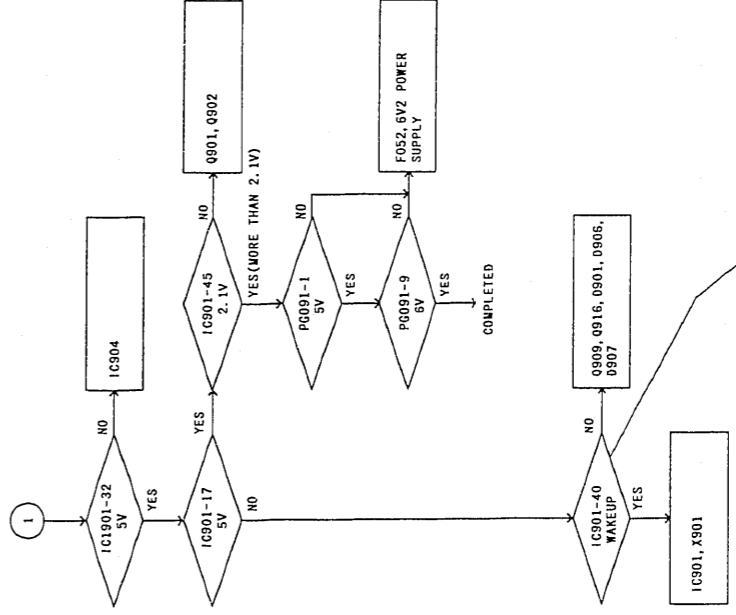 1
IC1901-32
5V
NO
IC904
YES
IC901-17
5V
YES
NO
IC901-45
2.1V
NO
Q901, Q902
YES(MORE THAN 2.1V)
PG091-1
5V
NO
YES
PG091-9
6V
NO
F052, 6V2 POWER
SUPPLY
YES
COMPLETED
IC901-40
WAKEUP
NO
Q909, Q916, D901, D906,
D907
YES
IC901, X901